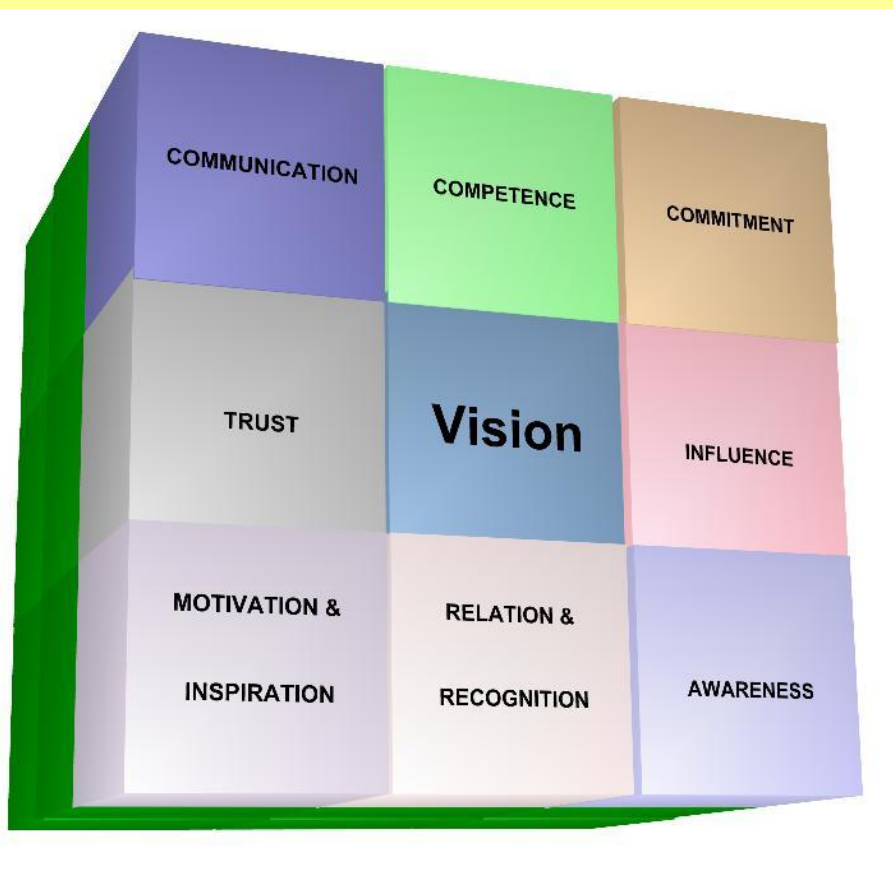 COMMUNICATION
COMPETENCE
COMMITMENT
TRUST
Vision
INFLUENCE
MOTIVATION &
INSPIRATION
RELATION &
RECOGNITION
AWARENESS